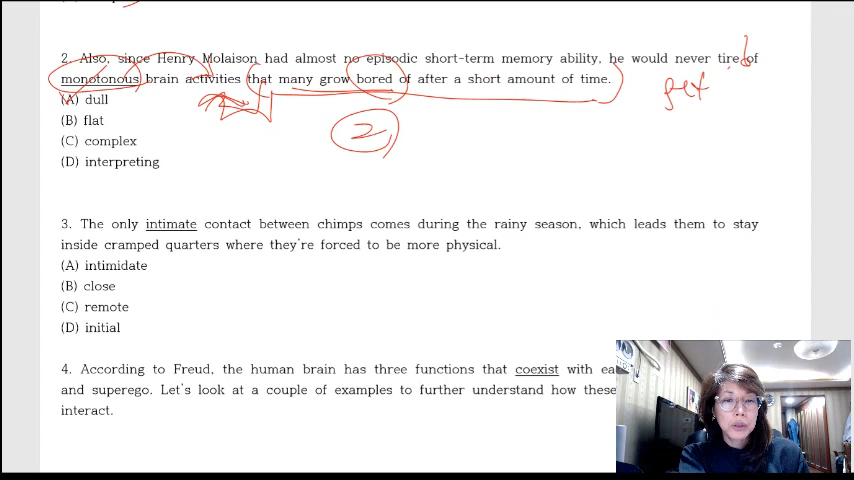 2. Also, since Henry Molaison had almost no episodic short-term memory ability, he would never tire of
monotonous brain activities that many grow bored of after a short amount of time.
(A) dull
(B) flat
(C) complex
(D) interpreting
2
3. The only intimate contact between chimps comes during the rainy season, which leads them to stay
inside cramped quarters where they're forced to be more physical.
(A) intimidate
(B) close
(C) remote
(D) initial
4. According to Freud, the human brain has three functions that coexist with
and superego. Let's look at a couple of examples to further understand how these
interact.